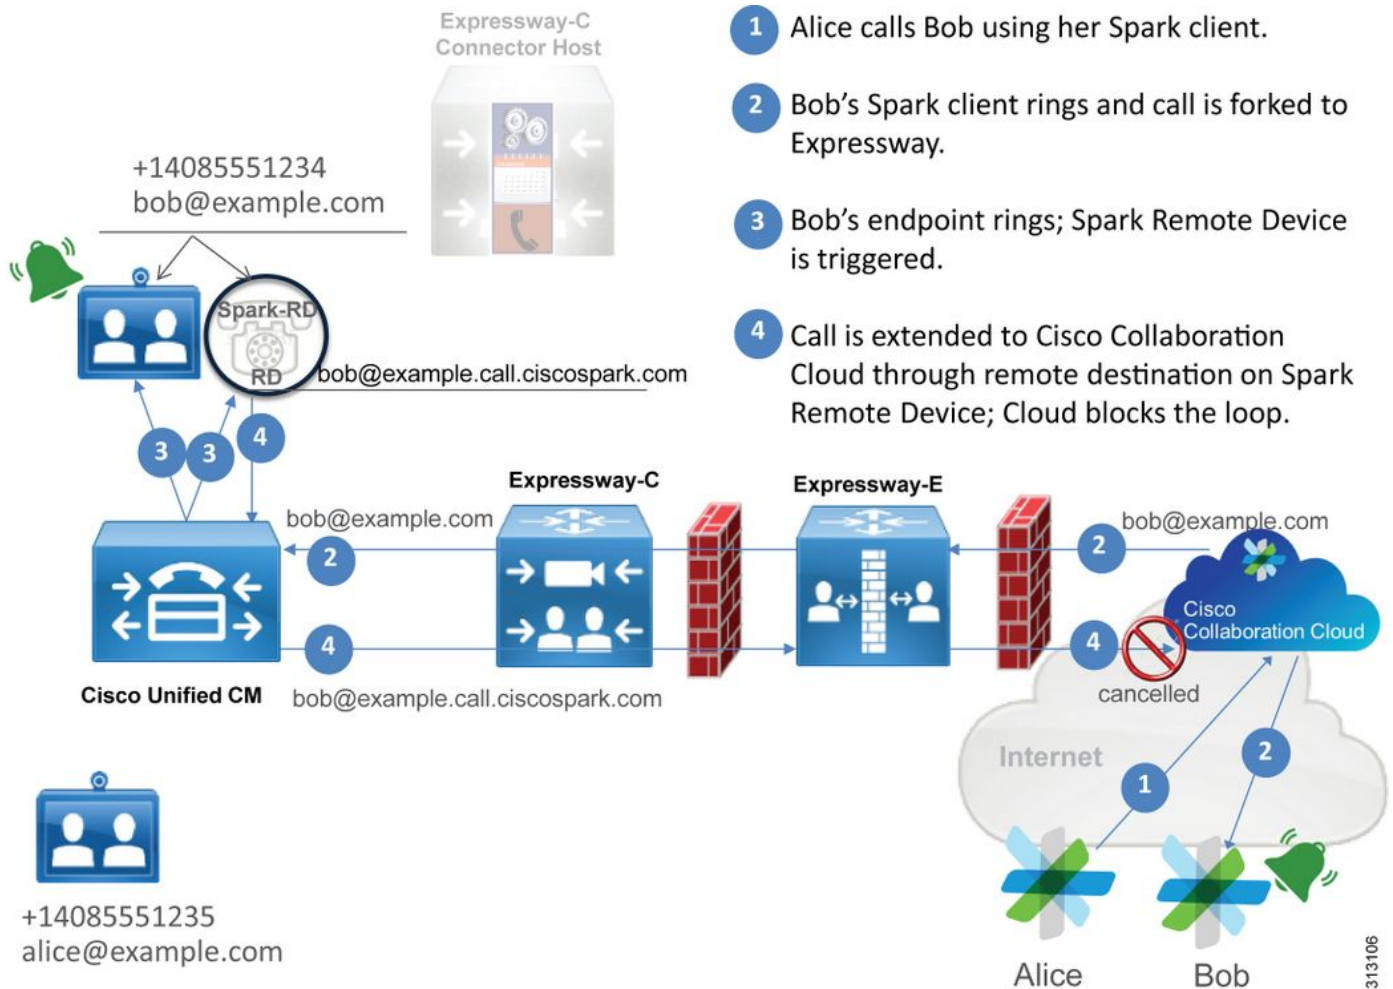 Expressway-C
Connector Host
1 Alice calls Bob using her Spark client.
2 Bob's Spark client rings and call is forked to
Expressway.
3 Bob's endpoint rings; Spark Remote Device
is triggered.
4 Call is extended to Cisco Collaboration
Cloud through remote destination on Spark
Remote Device; Cloud blocks the loop.
+14085551234
bob@example.com
Spark-RD
RD
bob@example.call.ciscospark.com
3
3
4
Expressway-C
Expressway-E
bob@example.com
bob@example.com
2
2
Cisco
Collaboration Cloud
4
4
cancelled
Cisco Unified CM
bob@example.call.ciscospark.com
Internet
2
1
+14085551235
alice@example.com
Alice
Bob
313106